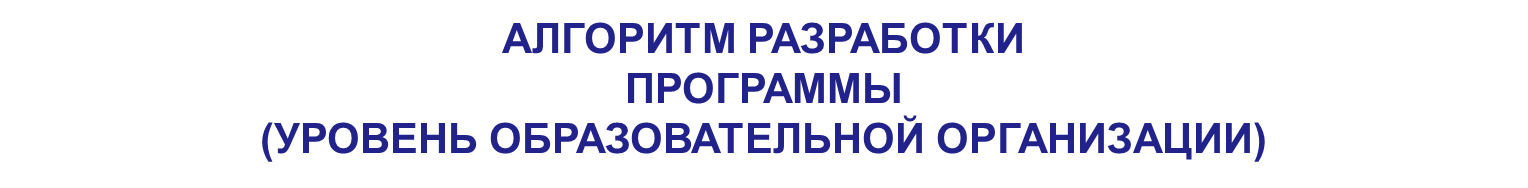 АЛГОРИТМ РАЗРАБОТКИ
ПРОГРАММЫ
(УРОВЕНЬ ОБРАЗОВАТЕЛЬНОЙ ОРГАНИЗАЦИИ)